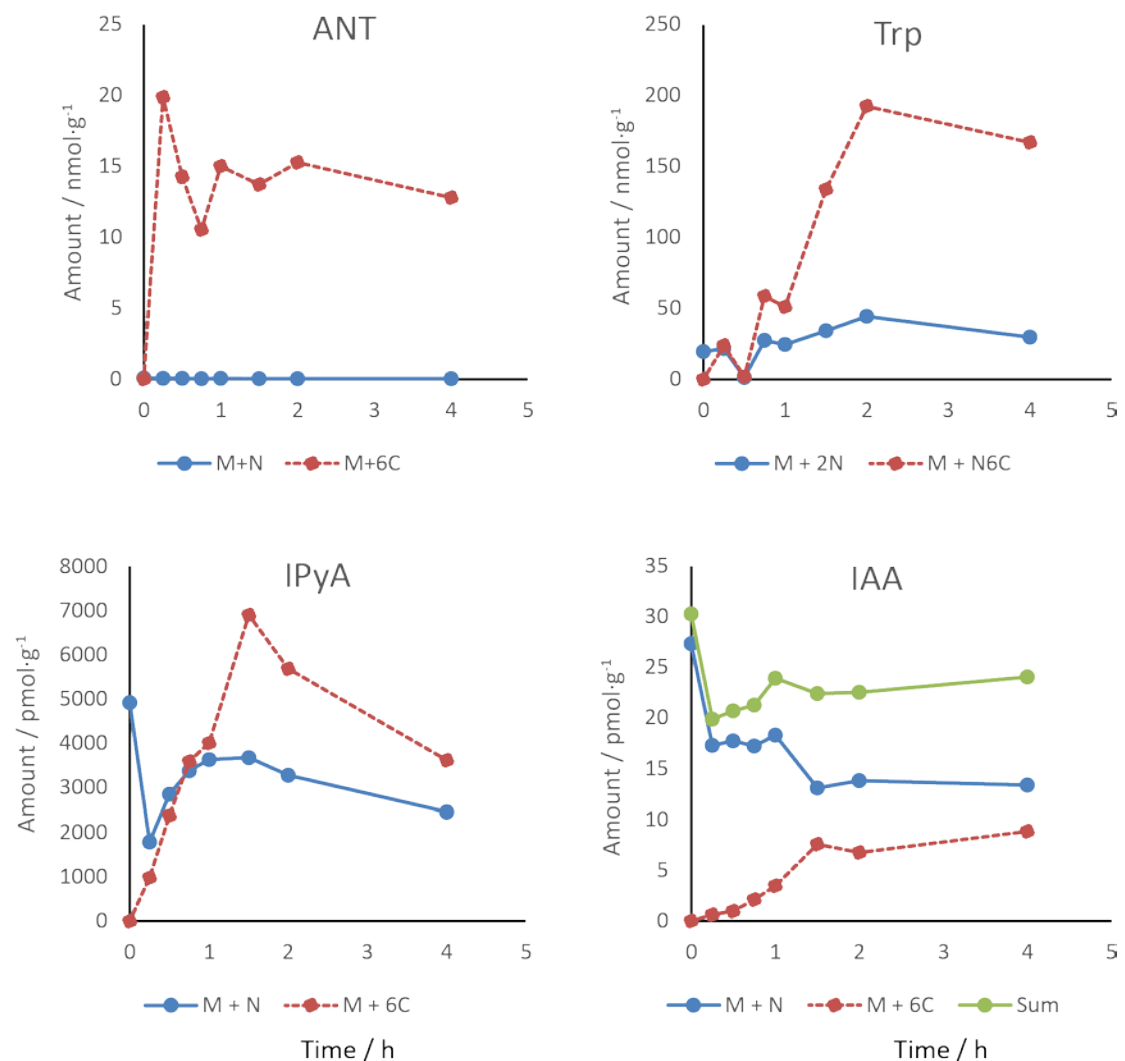 ANT
Amount / nmol·g⁻¹
25
20
15
10
5
0
0 1 2 3 4 5
M+N M+6C
Trp
Amount / nmol·g⁻¹
250
200
150
100
50
0
0 1 2 3 4 5
M + 2N M + N6C
IPyA
Amount / pmol·g⁻¹
8000
7000
6000
5000
4000
3000
2000
1000
0
0 1 2 3 4 5
M + N M + 6C
Time / h
IAA
Amount / pmol·g⁻¹
35
30
25
20
15
10
5
0
0 1 2 3 4 5
M + N M + 6C Sum
Time / h